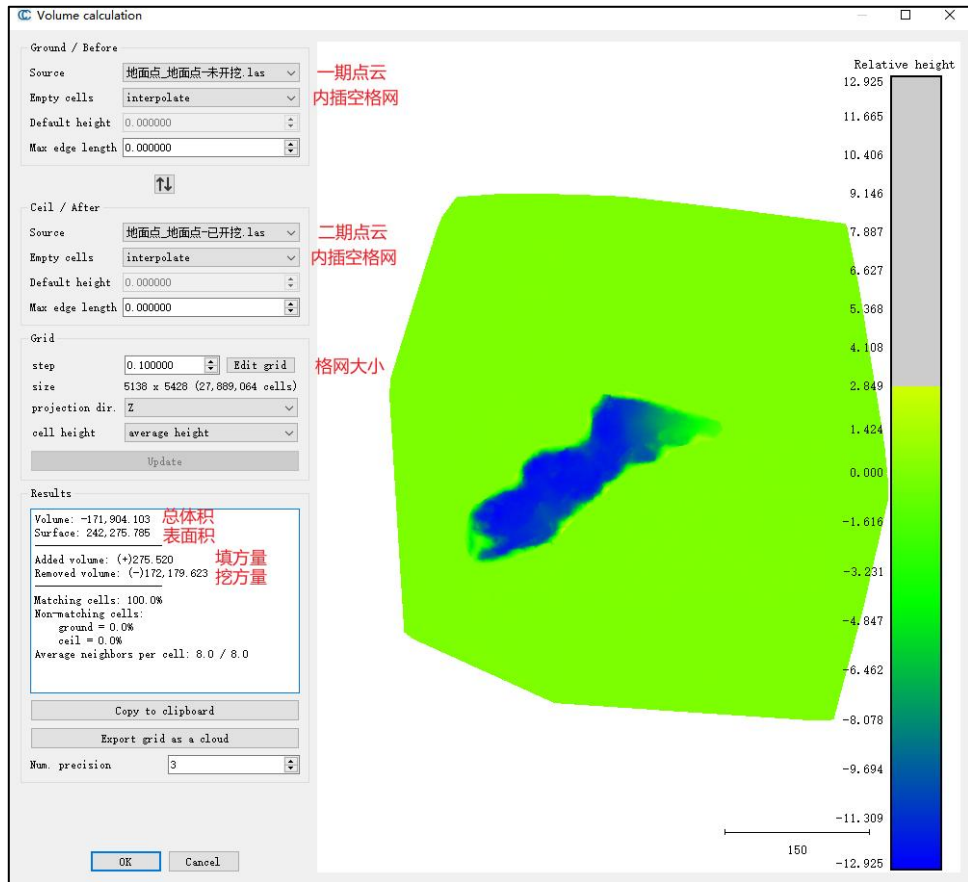 Volume calculation
Ground / Before
Source 地面点_地面点-未开挖.las 一期点云
Empty cells interpolate 内插空格网
Default height 0.000000
Max edge length 0.000000
Ceil / After
Source 地面点_地面点-已开挖.las 二期点云
Empty cells interpolate 内插空格网
Default height 0.000000
Max edge length 0.000000
Grid
step 0.100000 Edit grid 格网大小
size 5138 x 5428 (27,889,064 cells)
projection dir. Z
cell height average height
Update
Results
Volume: -171,904.103 总体积
Surface: 242,275.785 表面积
Added volume: (+)275.520 填方量
Removed volume: (-)172,179.623 挖方量
Matching cells: 100.0%
Non-matching cells:
ground = 0.0%
ceil = 0.0%
Average neighbors per cell: 8.0 / 8.0
Copy to clipboard
Export grid as a cloud
Num. precision 3
OK Cancel
Relative height
12.925
11.665
10.406
9.146
7.887
6.627
5.368
4.108
2.849
1.424
0.000
-1.616
-3.231
-4.847
-6.462
-8.078
-9.694
-11.309
-12.925
150